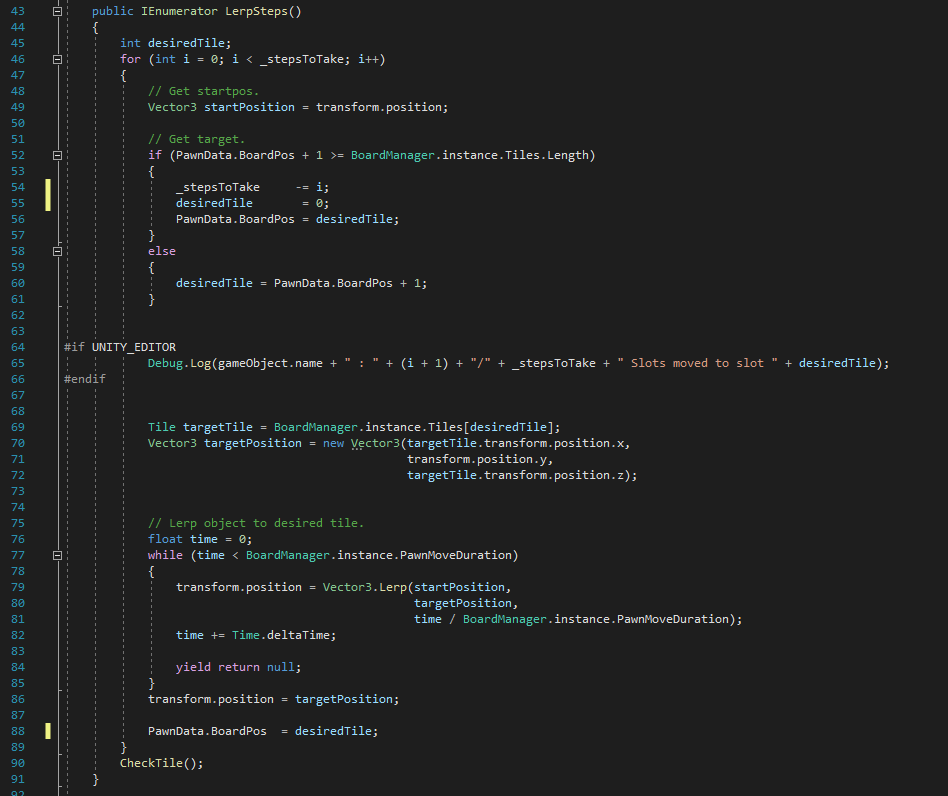 43 public IEnumerator LerpSteps()
44 {
45 int desiredTile;
46 for (int i = 0; i < _stepsToTake; i++)
47 {
48 // Get startpos.
49 Vector3 startPosition = transform.position;
50
51 // Get target.
52 if (PawnData.BoardPos + 1 >= BoardManager.instance.Tiles.Length)
53 {
54 _stepsToTake     -= i;
55 desiredTile       = 0;
56 PawnData.BoardPos = desiredTile;
57 }
58 else
59 {
60 desiredTile = PawnData.BoardPos + 1;
61 }
62
63
64 #if UNITY_EDITOR
65 Debug.Log(gameObject.name + " : " + (i + 1) + "/" + _stepsToTake + " Slots moved to slot " + desiredTile);
66 #endif
67
68
69 Tile targetTile = BoardManager.instance.Tiles[desiredTile];
70 Vector3 targetPosition = new Vector3(targetTile.transform.position.x,
71 transform.position.y,
72 targetTile.transform.position.z);
73
74
75 // Lerp object to desired tile.
76 float time = 0;
77 while (time < BoardManager.instance.PawnMoveDuration)
78 {
79 transform.position = Vector3.Lerp(startPosition,
80 targetPosition,
81 time / BoardManager.instance.PawnMoveDuration);
82 time += Time.deltaTime;
83
84 yield return null;
85 }
86 transform.position = targetPosition;
87
88 PawnData.BoardPos  = desiredTile;
89 }
90 CheckTile();
91 }
92